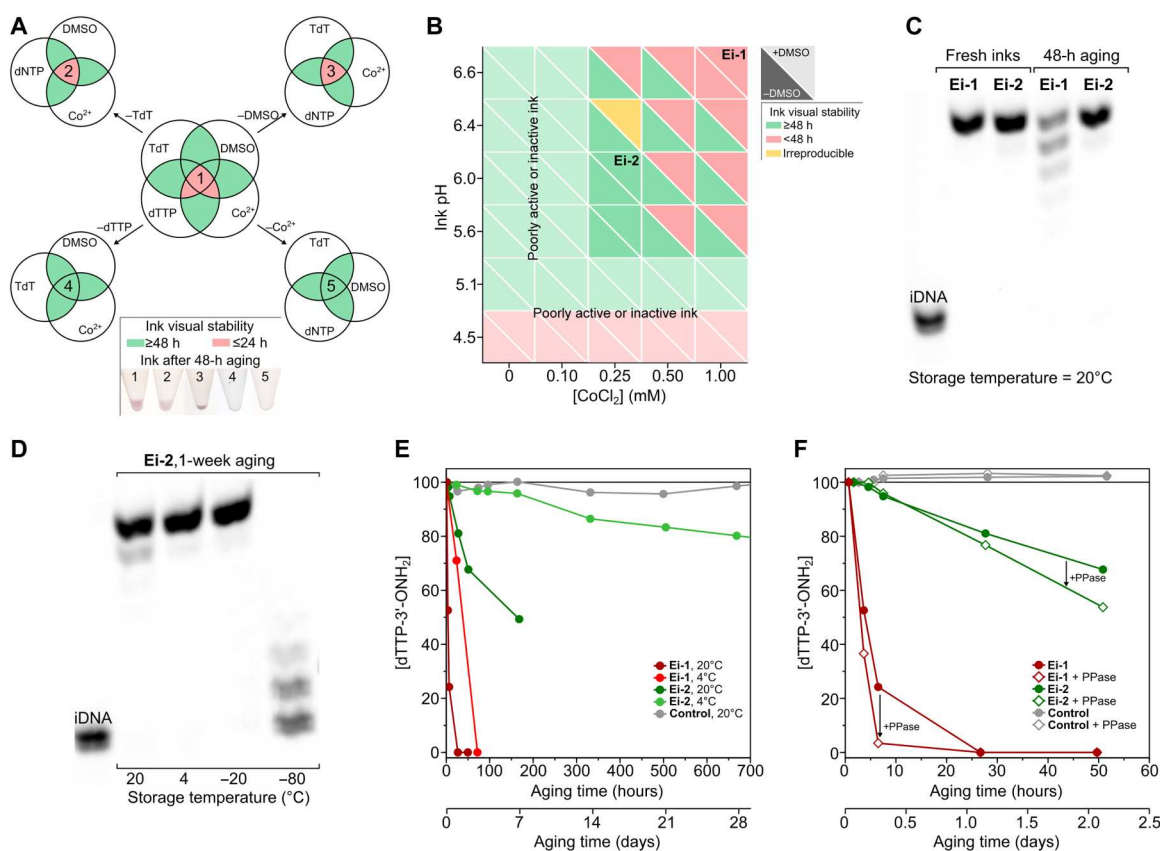 A
DMSO
dNTP
2
Co²⁺
–TdT
TdT
3
Co²⁺
dNTP
–DMSO
TdT
DMSO
1
dTTP
Co²⁺
–dTTP
–Co²⁺
DMSO
TdT
4
Co²⁺
TdT
5
DMSO
dNTP
Ink visual stability
≥48 h
≤24 h
Ink after 48-h aging
1 2 3 4 5
B
Ei-1
+DMSO
–DMSO
Ink visual stability
≥48 h
<48 h
Irreproducible
Ei-2
Poorly active or inactive ink
Poorly active or inactive ink
Ink pH
6.6
6.4
6.0
5.6
5.1
4.5
0 0.10 0.25 0.50 1.00
[CoCl₂] (mM)
C
Fresh inks 48-h aging
Ei-1 Ei-2 Ei-1 Ei-2
iDNA
Storage temperature = 20°C
D
Ei-2,1-week aging
iDNA
20 4 –20 –80
Storage temperature (°C)
E
[dTTP-3'-ONH₂]
100
80
60
40
20
0
Ei-1, 20°C
Ei-1, 4°C
Ei-2, 20°C
Ei-2, 4°C
Control, 20°C
0 100 200 300 400 500 600 700
Aging time (hours)
0 7 14 21 28
Aging time (days)
F
[dTTP-3'-ONH₂]
100
80
60
40
20
0
+PPase
+PPase
Ei-1
Ei-1 + PPase
Ei-2
Ei-2 + PPase
Control
Control + PPase
0 10 20 30 40 50 60
Aging time (hours)
0 0.5 1.0 1.5 2.0 2.5
Aging time (days)